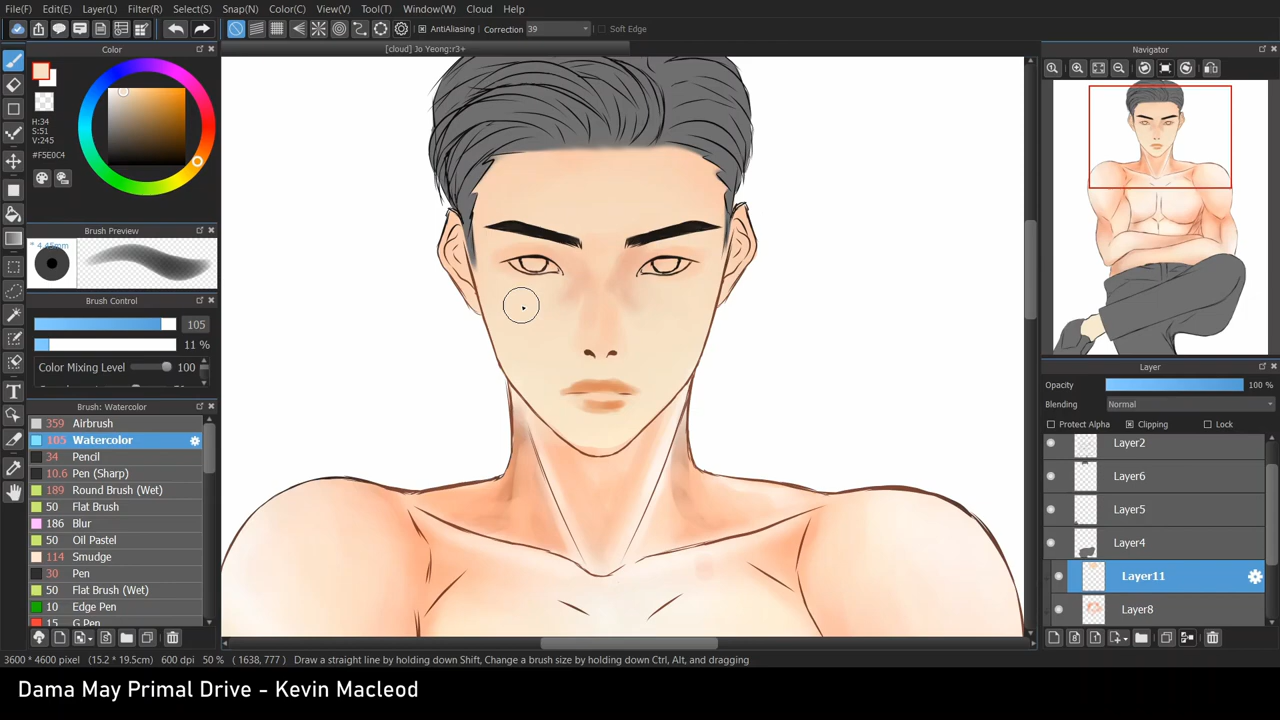 File(F) Edit(E) Layer(L) Filter(R) Select(S) Snap(N) Color(C) View(V) Tool(T) Window(W) Cloud Help
AntiAliasing Correction 39 Soft Edge
Color
[cloud] Jo Yeong:r3+
Navigator
H:34
S:51
V:245
#F5E0C4
Brush Preview
* 4.45mm
Brush Control
105
11 %
Color Mixing Level 100
Brush: Watercolor
359 Airbrush
105 Watercolor
34 Pencil
10.6 Pen (Sharp)
189 Round Brush (Wet)
50 Flat Brush
186 Blur
50 Oil Pastel
114 Smudge
30 Pen
50 Flat Brush (Wet)
10 Edge Pen
15 G Pen
Layer
Opacity 100 %
Blending Normal
Protect Alpha Clipping Lock
Layer2
Layer6
Layer5
Layer4
Layer11
Layer8
3600 * 4600 pixel (15.2 * 19.5cm) 600 dpi 50 % ( 1638, 777 ) Draw a straight line by holding down Shift, Change a brush size by holding down Ctrl, Alt, and dragging
Dama May Primal Drive - Kevin Macleod